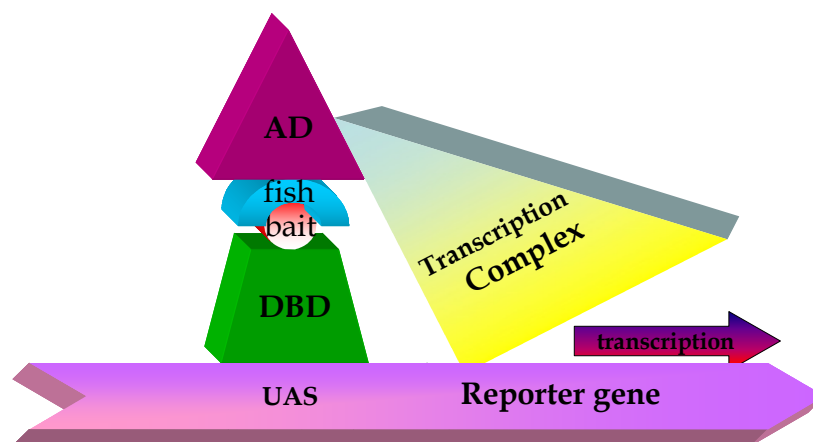 AD
fish
bait
Transcription
Complex
DBD
transcription
UAS
Reporter gene